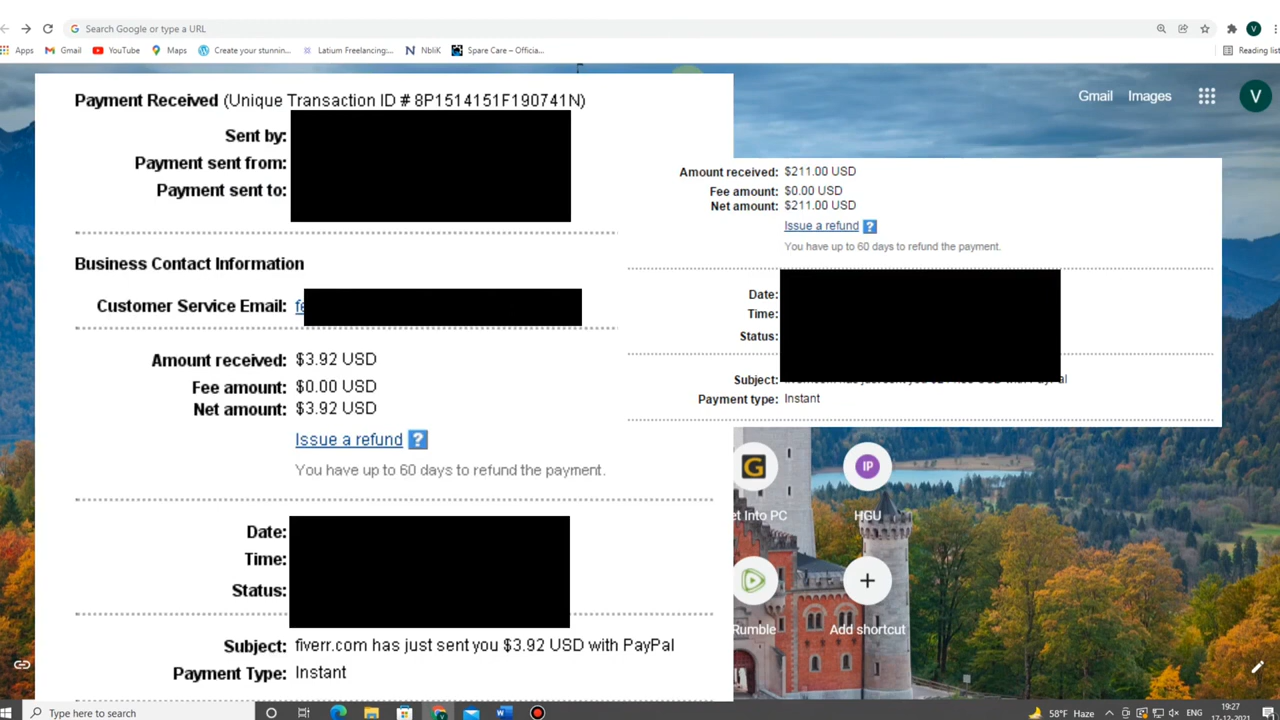 Search Google or type a URL
Apps
Gmail
YouTube
Maps
Create your stunnin...
Latium Freelancing:...
NbliK
Spare Care – Officia...
Reading list
Payment Received (Unique Transaction ID # 8P1514151F190741N)
Sent by:
Payment sent from:
Payment sent to:
Business Contact Information
Customer Service Email:
Amount received: $3.92 USD
Fee amount: $0.00 USD
Net amount: $3.92 USD
Issue a refund ?
You have up to 60 days to refund the payment.
Date:
Time:
Status:
Subject: fiverr.com has just sent you $3.92 USD with PayPal
Payment Type: Instant
Gmail Images
V
Amount received: $211.00 USD
Fee amount: $0.00 USD
Net amount: $211.00 USD
Issue a refund ?
You have up to 60 days to refund the payment.
Date:
Time:
Status:
Subject:
Payment type: Instant
G
IP
et Into PC
HGU
Rumble
Add shortcut
Type here to search
58°F Haze
ENG
19:27
17-12-2021